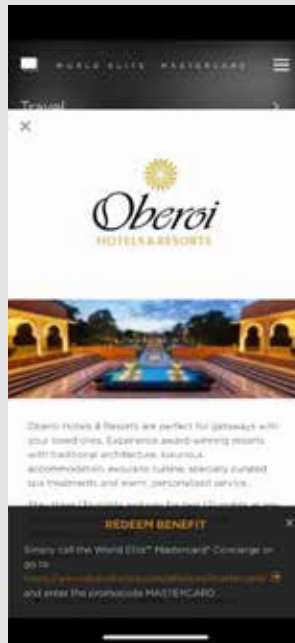 WORLD ELITE MASTERCARD
Travel
Oberoi
HOTELS & RESORTS
Oberoi Hotels & Resorts are perfect for getaways with
your loved ones. Experience award-winning resorts
with traditional architecture, luxurious
accommodation, exquisite cuisine, specially curated
spa treatments and warm, personalised service.
REDEEM BENEFIT
Simply call the World Elite™ Mastercard® Concierge or
go to
and enter the promocode MASTERCARD